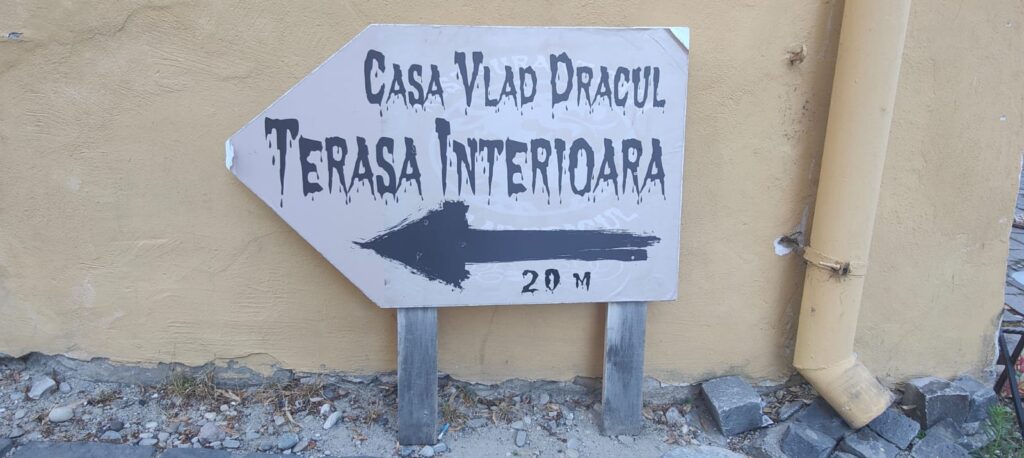 CASA VLAD DRACUL
TERASA INTERIOARA
20 M